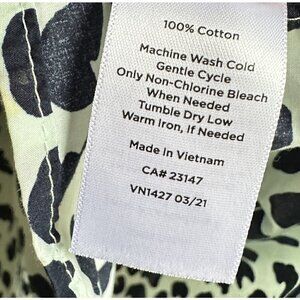 100% Cotton
Machine Wash Cold
Gentle Cycle
Only Non-Chlorine Bleach
When Needed
Tumble Dry Low
Warm Iron, If Needed
Made in Vietnam
CA# 23147
VN1427 03/21